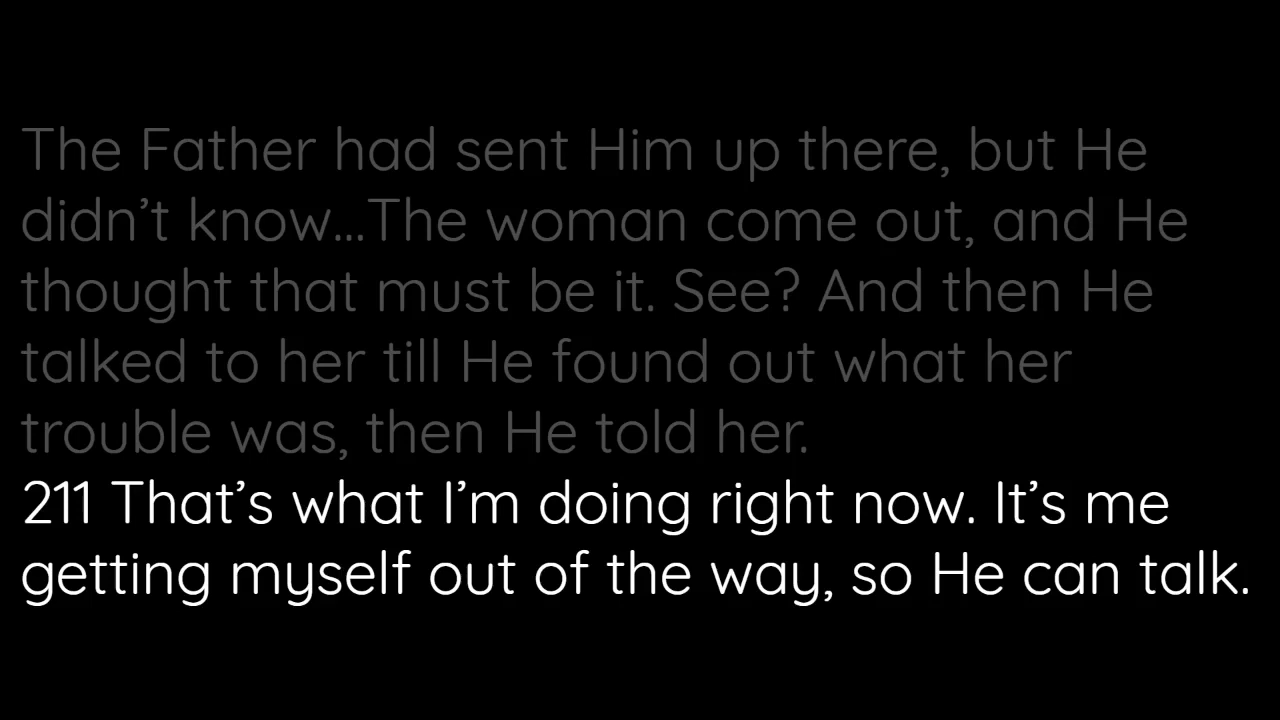 The Father had sent Him up there, but He
didn’t know...The woman come out, and He
thought that must be it. See? And then He
talked to her till He found out what her
trouble was, then He told her.
211 That’s what I’m doing right now. It’s me
getting myself out of the way, so He can talk.